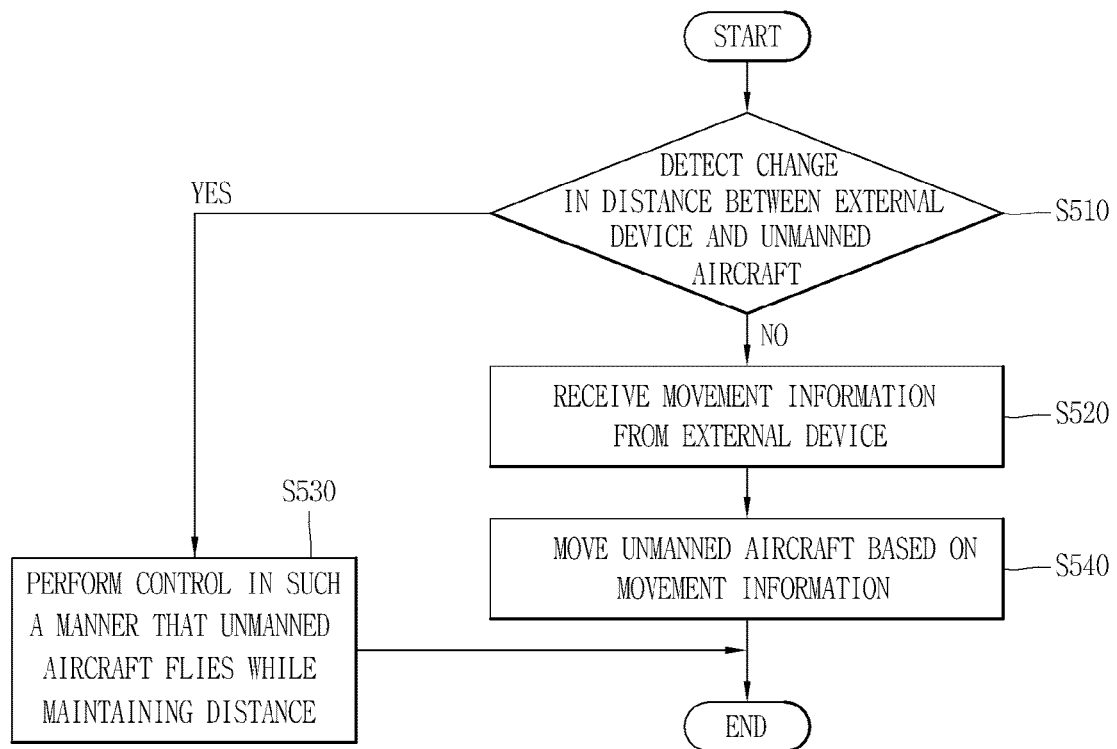 START
DETECT CHANGE
IN DISTANCE BETWEEN EXTERNAL
DEVICE AND UNMANNED
AIRCRAFT
S510
YES
NO
RECEIVE MOVEMENT INFORMATION
FROM EXTERNAL DEVICE
S520
S530
PERFORM CONTROL IN SUCH
A MANNER THAT UNMANNED
AIRCRAFT FLIES WHILE
MAINTAINING DISTANCE
MOVE UNMANNED AIRCRAFT BASED ON
MOVEMENT INFORMATION
S540
END